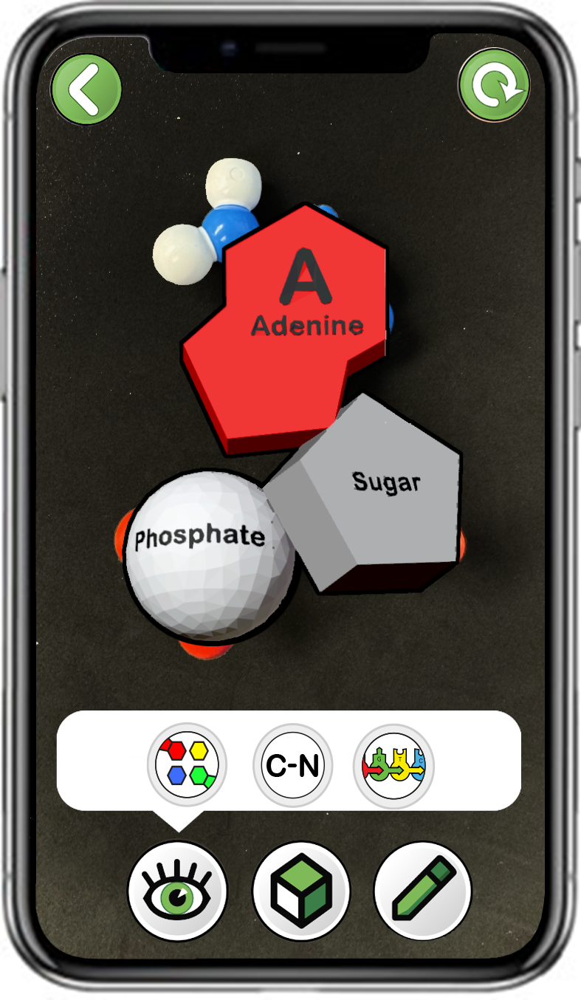 A
Adenine
Sugar
Phosphate
C-N
G
T
C